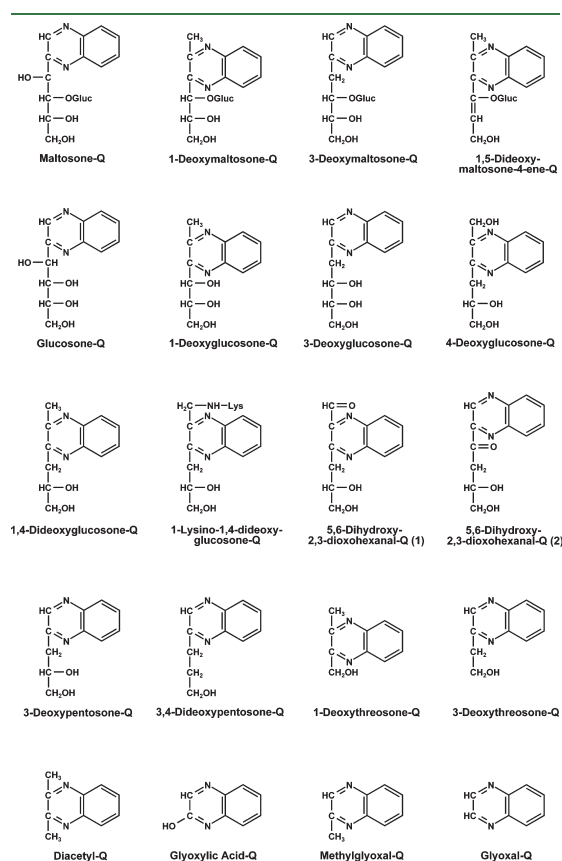 N
HC
C
N
HO—CH
HC—OGluc
HC—OH
CH2OH
Maltosone-Q
CH3
N
C
C
N
HC—OGluc
HC—OH
CH2OH
1-Deoxymaltosone-Q
N
HC
C
N
CH2
HC—OGluc
HC—OH
CH2OH
3-Deoxymaltosone-Q
CH3
N
C
C
N
C—OGluc
CH
CH2OH
1,5-Dideoxy-
maltosone-4-ene-Q
N
HC
C
N
HO—CH
HC—OH
HC—OH
CH2OH
Glucosone-Q
CH3
N
C
C
N
HC—OH
HC—OH
CH2OH
1-Deoxyglucosone-Q
N
HC
C
N
CH2
HC—OH
HC—OH
CH2OH
3-Deoxyglucosone-Q
CH2OH
N
C
C
N
CH2
HC—OH
CH2OH
4-Deoxyglucosone-Q
CH3
N
C
C
N
CH2
HC—OH
CH2OH
1,4-Dideoxyglucosone-Q
H2C—NH—Lys
N
C
C
N
CH2
HC—OH
CH2OH
1-Lysino-1,4-dideoxy-
glucosone-Q
HC=O
N
C
C
N
CH2
HC—OH
CH2OH
5,6-Dihydroxy-
2,3-dioxohexanal-Q (1)
N
HC
C
N
C=O
CH2
HC—OH
CH2OH
5,6-Dihydroxy-
2,3-dioxohexanal-Q (2)
N
HC
C
N
CH2
HC—OH
CH2OH
3-Deoxypentosone-Q
N
HC
C
N
CH2
CH2
CH2OH
3,4-Dideoxypentosone-Q
CH3
N
C
C
N
CH2OH
1-Deoxythreosone-Q
N
HC
C
N
CH2
CH2OH
3-Deoxythreosone-Q
CH3
N
C
C
N
CH3
Diacetyl-Q
N
HC
C
N
HO
Glyoxylic Acid-Q
N
HC
C
N
CH3
Methylglyoxal-Q
N
HC
HC
N
Glyoxal-Q